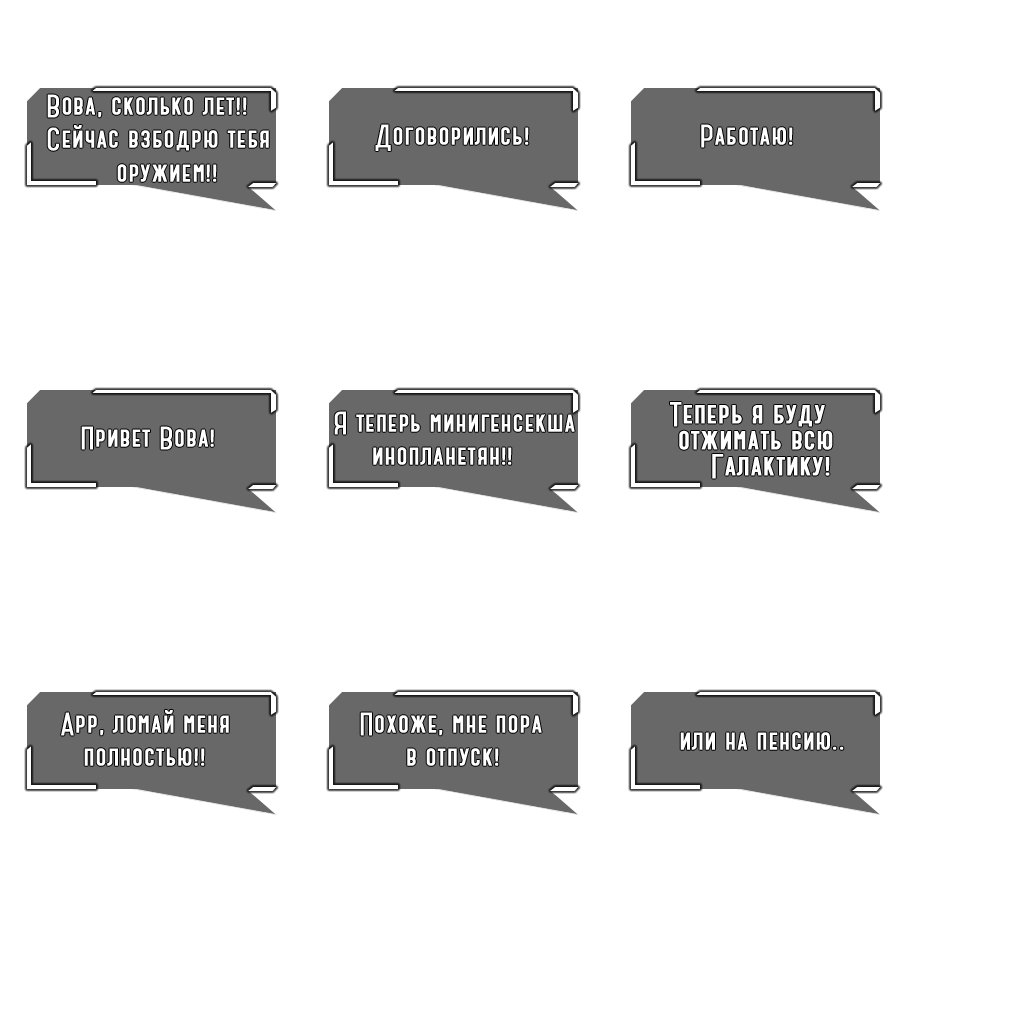 Вова, сколько лет!!
Сейчас взбодрю тебя
оружием!!
Договорились!
Работаю!
Привет Вова!
Я теперь минигенсекша
инопланетян!!
Теперь я буду
отжимать всю
Галактику!
Арр, ломай меня
полностью!!
Похоже, мне пора
в отпуск!
или на пенсию..